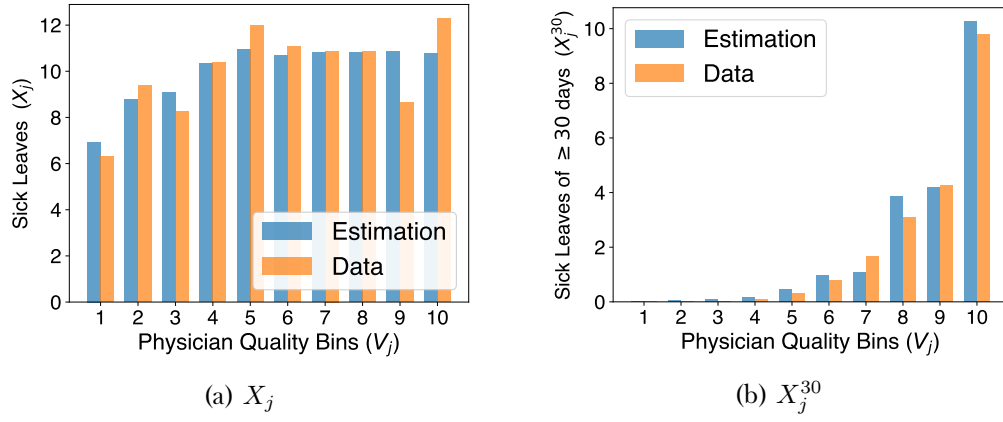 12
10
8
6
4
2
0
Sick Leaves (X_j)
Estimation
Data
1 2 3 4 5 6 7 8 9 10
Physician Quality Bins (V_j)
(a) X_j
10
8
6
4
2
0
Sick Leaves of ≥ 30 days (X_j^30)
Estimation
Data
1 2 3 4 5 6 7 8 9 10
Physician Quality Bins (V_j)
(b) X_j^30